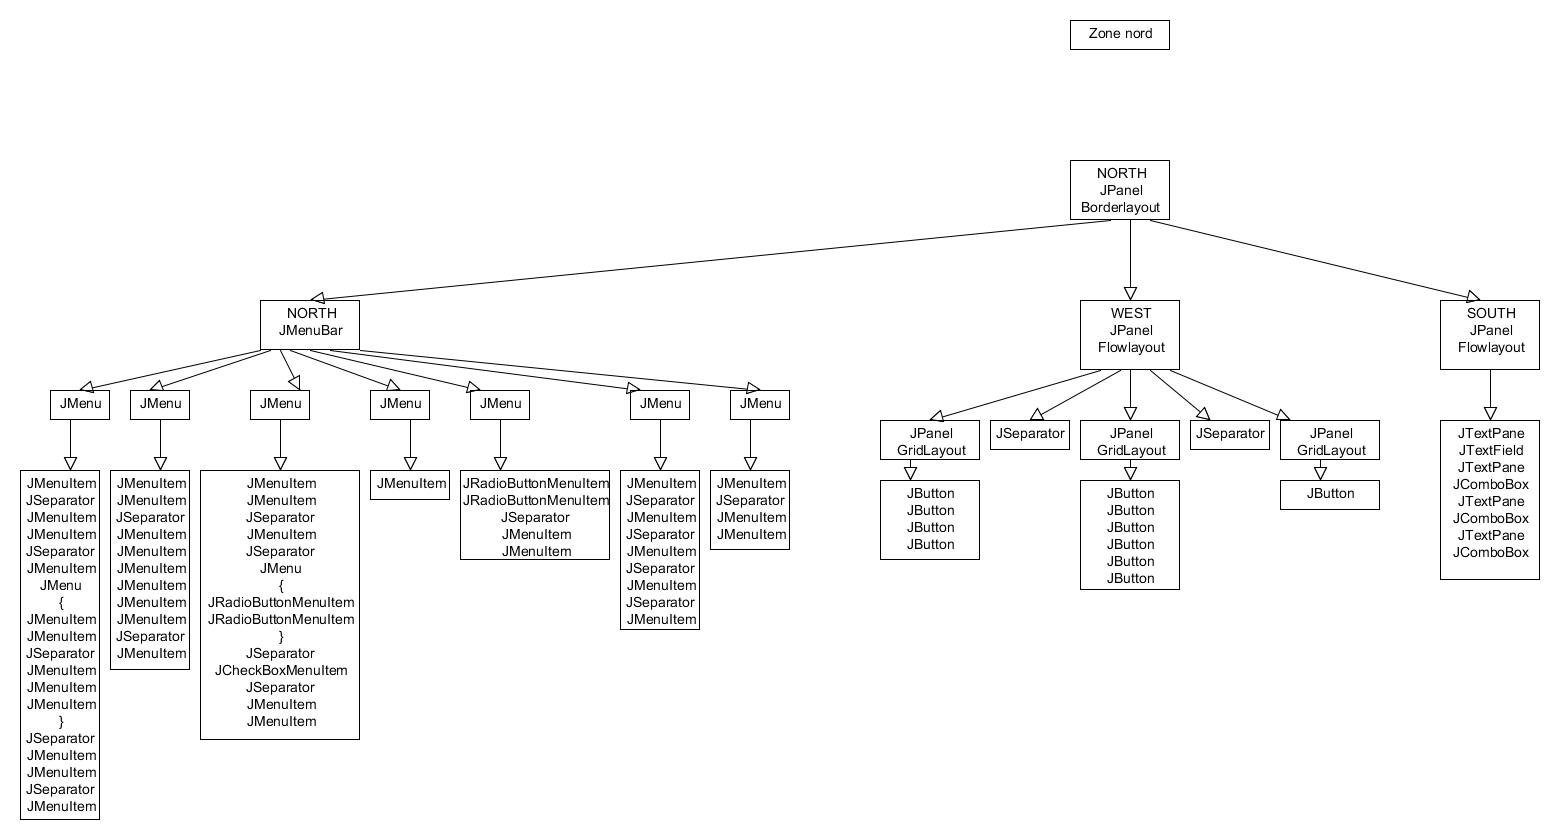 Zone nord
NORTH
JPanel
Borderlayout
NORTH
JMenuBar
WEST
JPanel
Flowlayout
SOUTH
JPanel
Flowlayout
JMenu
JMenu
JMenu
JMenu
JMenu
JMenu
JMenu
JPanel
GridLayout
JSeparator
JPanel
GridLayout
JSeparator
JPanel
GridLayout
JMenuItem
JSeparator
JMenuItem
JMenuItem
JSeparator
JMenuItem
JMenu
{
JMenuItem
JMenuItem
JSeparator
JMenuItem
JMenuItem
JMenuItem
}
JSeparator
JMenuItem
JMenuItem
JSeparator
JMenuItem
JMenuItem
JMenuItem
JSeparator
JMenuItem
JMenuItem
JMenuItem
JMenuItem
JMenuItem
JMenuItem
JSeparator
JMenuItem
JMenuItem
JMenuItem
JSeparator
JMenuItem
JSeparator
JMenu
{
JRadioButtonMenuItem
JRadioButtonMenuItem
}
JSeparator
JCheckBoxMenuItem
JSeparator
JMenuItem
JMenuItem
JMenuItem
JRadioButtonMenuItem
JRadioButtonMenuItem
JSeparator
JMenuItem
JMenuItem
JMenuItem
JSeparator
JMenuItem
JSeparator
JMenuItem
JSeparator
JMenuItem
JSeparator
JMenuItem
JMenuItem
JSeparator
JMenuItem
JMenuItem
JButton
JButton
JButton
JButton
JButton
JButton
JButton
JButton
JButton
JButton
JButton
JTextPane
JTextField
JTextPane
JComboBox
JTextPane
JComboBox
JTextPane
JComboBox